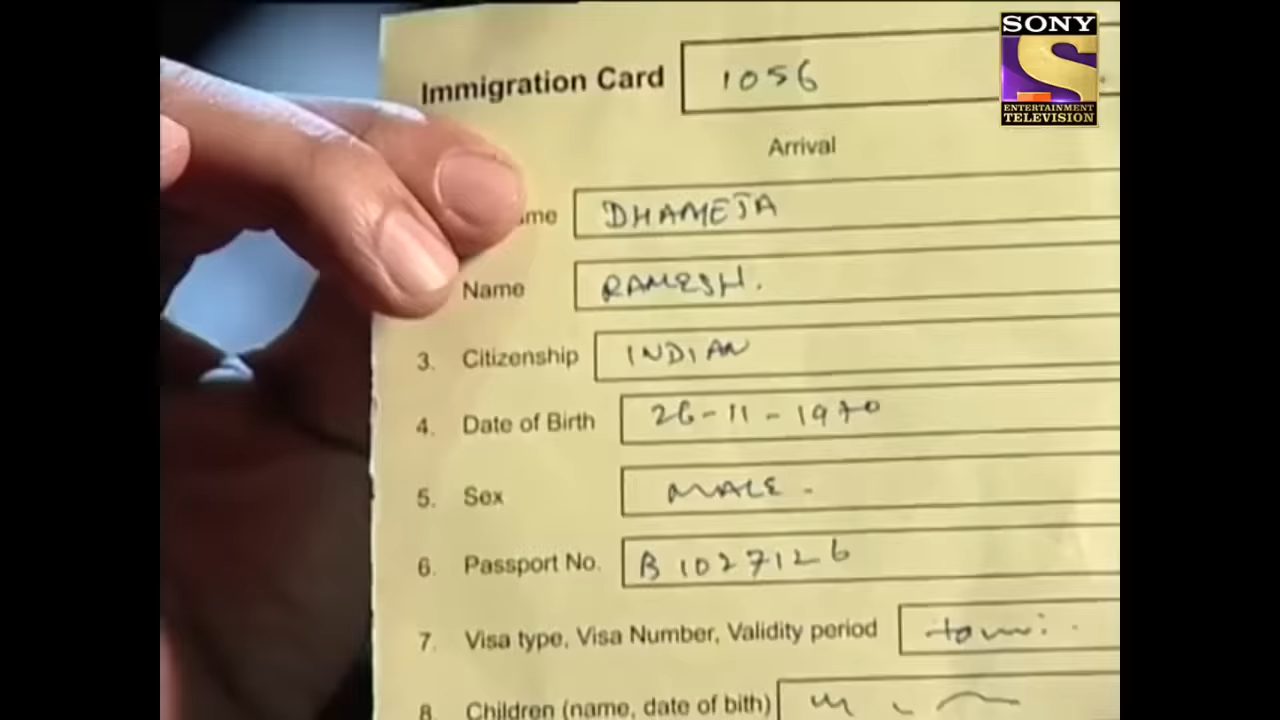 SONY
ENTERTAINMENT
TELEVISION
Immigration Card 1056
Arrival
me DHAMEJA
Name RAMESH.
3. Citizenship INDIAN
4. Date of Birth 26-11-1970
5. Sex MALE -
6. Passport No. B1027126
7. Visa type, Visa Number, Validity period
8. Children (name, date of bith)